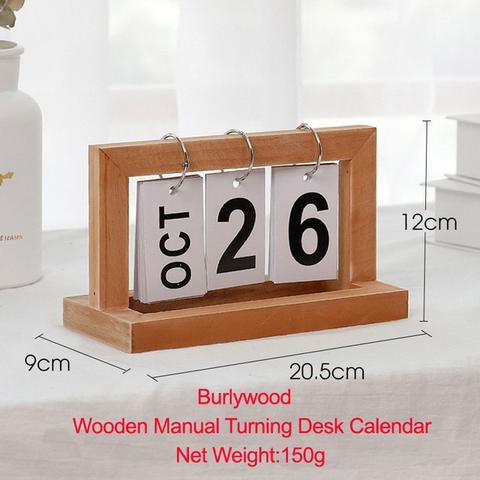 OCT
26
12cm
9cm
20.5cm
Burlywood
Wooden Manual Turning Desk Calendar
Net Weight:150g